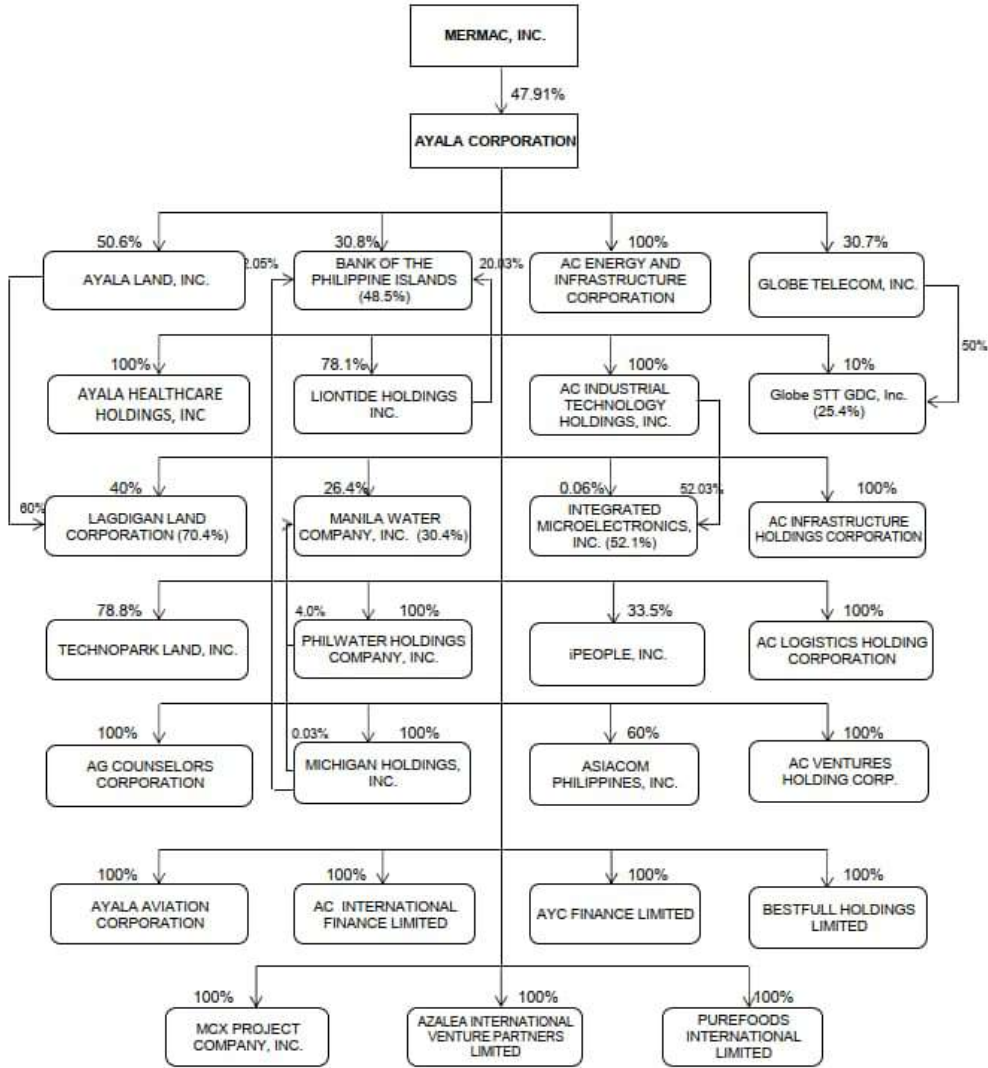 MERMAC, INC.
47.91%
AYALA CORPORATION
50.6%
30.8%
100%
30.7%
AYALA LAND, INC.
2.05%
BANK OF THE
PHILIPPINE ISLANDS
(48.5%)
20.03%
AC ENERGY AND
INFRASTRUCTURE
CORPORATION
GLOBE TELECOM, INC.
50%
100%
78.1%
100%
10%
AYALA HEALTHCARE
HOLDINGS, INC
LIONTIDE HOLDINGS
INC.
AC INDUSTRIAL
TECHNOLOGY
HOLDINGS, INC.
Globe STT GDC, Inc.
(25.4%)
40%
26.4%
0.06%
52.03%
100%
60%
LAGDIGAN LAND
CORPORATION (70.4%)
MANILA WATER
COMPANY, INC. (30.4%)
INTEGRATED
MICROELECTRONICS,
INC. (52.1%)
AC INFRASTRUCTURE
HOLDINGS CORPORATION
78.8%
4.0%
100%
33.5%
100%
TECHNOPARK LAND, INC.
PHILWATER HOLDINGS
COMPANY, INC.
iPEOPLE, INC.
AC LOGISTICS HOLDING
CORPORATION
100%
0.03%
100%
60%
100%
AG COUNSELORS
CORPORATION
MICHIGAN HOLDINGS,
INC.
ASIACOM
PHILIPPINES, INC.
AC VENTURES
HOLDING CORP.
100%
100%
100%
100%
AYALA AVIATION
CORPORATION
AC INTERNATIONAL
FINANCE LIMITED
AYC FINANCE LIMITED
BESTFULL HOLDINGS
LIMITED
100%
100%
100%
MCX PROJECT
COMPANY, INC.
AZALEA INTERNATIONAL
VENTURE PARTNERS
LIMITED
PUREFOODS
INTERNATIONAL
LIMITED